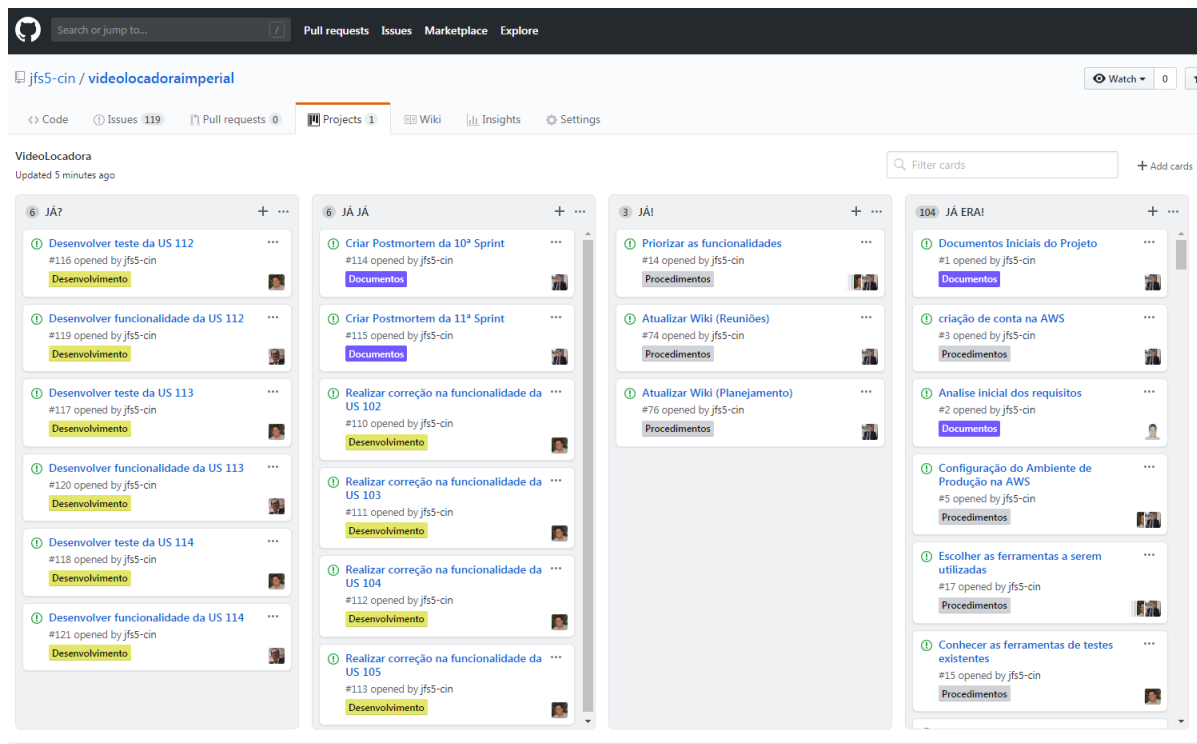 Search or jump to... /
Pull requests Issues Marketplace Explore
jfs5-cin / videolocadoraimperial
Watch 0
Code Issues 119 Pull requests 0 Projects 1 Wiki Insights Settings
VideoLocadora
Updated 5 minutes ago
Filter cards
+ Add cards
6 JÁ? + ...
Desenvolver teste da US 112 ...
#116 opened by jfs5-cin
Desenvolvimento
Desenvolver funcionalidade da US 112 ...
#119 opened by jfs5-cin
Desenvolvimento
Desenvolver teste da US 113 ...
#117 opened by jfs5-cin
Desenvolvimento
Desenvolver funcionalidade da US 113 ...
#120 opened by jfs5-cin
Desenvolvimento
Desenvolver teste da US 114 ...
#118 opened by jfs5-cin
Desenvolvimento
Desenvolver funcionalidade da US 114 ...
#121 opened by jfs5-cin
Desenvolvimento
6 JÁ JÁ + ...
Criar Postmortem da 10ª Sprint ...
#114 opened by jfs5-cin
Documentos
Criar Postmortem da 11ª Sprint ...
#115 opened by jfs5-cin
Documentos
Realizar correção na funcionalidade da ...
US 102
#110 opened by jfs5-cin
Desenvolvimento
Realizar correção na funcionalidade da ...
US 103
#111 opened by jfs5-cin
Desenvolvimento
Realizar correção na funcionalidade da ...
US 104
#112 opened by jfs5-cin
Desenvolvimento
Realizar correção na funcionalidade da ...
US 105
#113 opened by jfs5-cin
Desenvolvimento
3 JÁ! + ...
Priorizar as funcionalidades ...
#14 opened by jfs5-cin
Procedimentos
Atualizar Wiki (Reuniões) ...
#74 opened by jfs5-cin
Procedimentos
Atualizar Wiki (Planejamento) ...
#76 opened by jfs5-cin
Procedimentos
104 JÁ ERA! + ...
Documentos Iniciais do Projeto ...
#1 opened by jfs5-cin
Documentos
criação de conta na AWS ...
#3 opened by jfs5-cin
Procedimentos
Analise inicial dos requisitos ...
#2 opened by jfs5-cin
Documentos
Configuração do Ambiente de ...
Produção na AWS
#5 opened by jfs5-cin
Procedimentos
Escolher as ferramentas a serem ...
utilizadas
#17 opened by jfs5-cin
Procedimentos
Conhecer as ferramentas de testes ...
existentes
#15 opened by jfs5-cin
Procedimentos